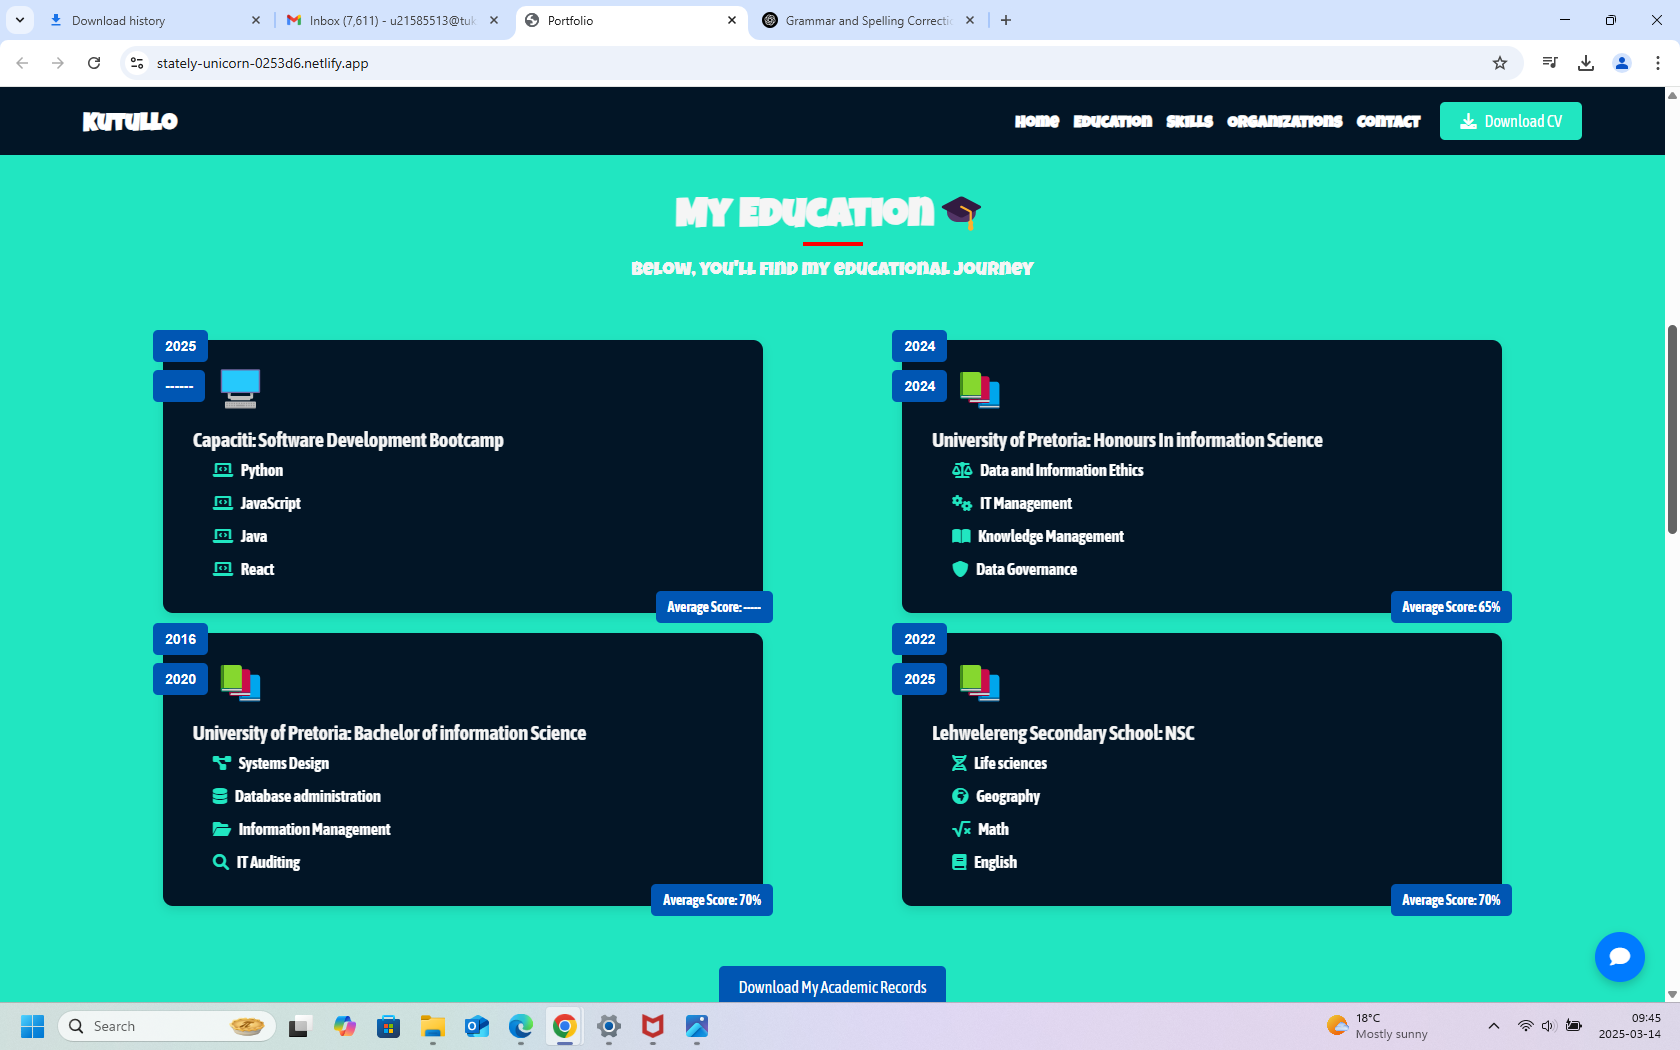 Download history
Inbox (7,611) - u21585513@tuk
Portfolio
Grammar and Spelling Correctio
stately-unicorn-0253d6.netlify.app
Kutullo
Home Education Skills Organizations Contact Download CV
My Education
Below, you'll find my educational journey
2025
------
Capaciti: Software Development Bootcamp
Python
JavaScript
Java
React
Average Score: -----
2024
2024
University of Pretoria: Honours In information Science
Data and Information Ethics
IT Management
Knowledge Management
Data Governance
Average Score: 65%
2016
2020
University of Pretoria: Bachelor of information Science
Systems Design
Database administration
Information Management
IT Auditing
Average Score: 70%
2022
2025
Lehwelereng Secondary School: NSC
Life sciences
Geography
Math
English
Average Score: 70%
Download My Academic Records
Search
18°C
Mostly sunny
09:45
2025-03-14